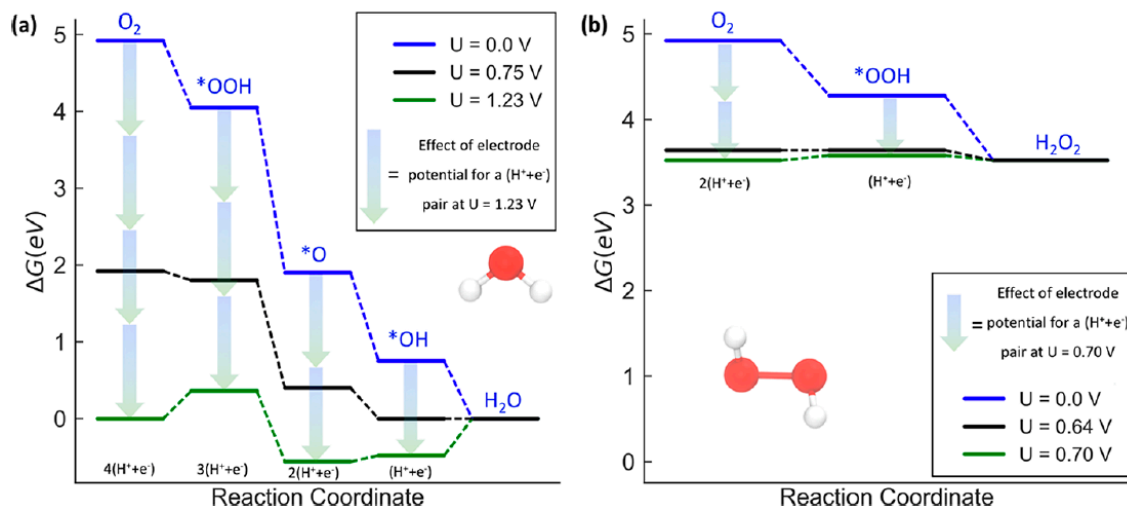 (a)
O₂
*OOH
*O
*OH
H₂O
U = 0.0 V
U = 0.75 V
U = 1.23 V
Effect of electrode
= potential for a (H⁺+e⁻)
pair at U = 1.23 V
5
4
3
2
1
0
ΔG(eV)
4(H⁺+e⁻)
3(H⁺+e⁻)
2(H⁺+e⁻)
(H⁺+e⁻)
Reaction Coordinate
(b)
O₂
*OOH
H₂O₂
2(H⁺+e⁻)
(H⁺+e⁻)
5
4
3
2
1
0
ΔG(eV)
Effect of electrode
= potential for a (H⁺+e⁻)
pair at U = 0.70 V
U = 0.0 V
U = 0.64 V
U = 0.70 V
Reaction Coordinate